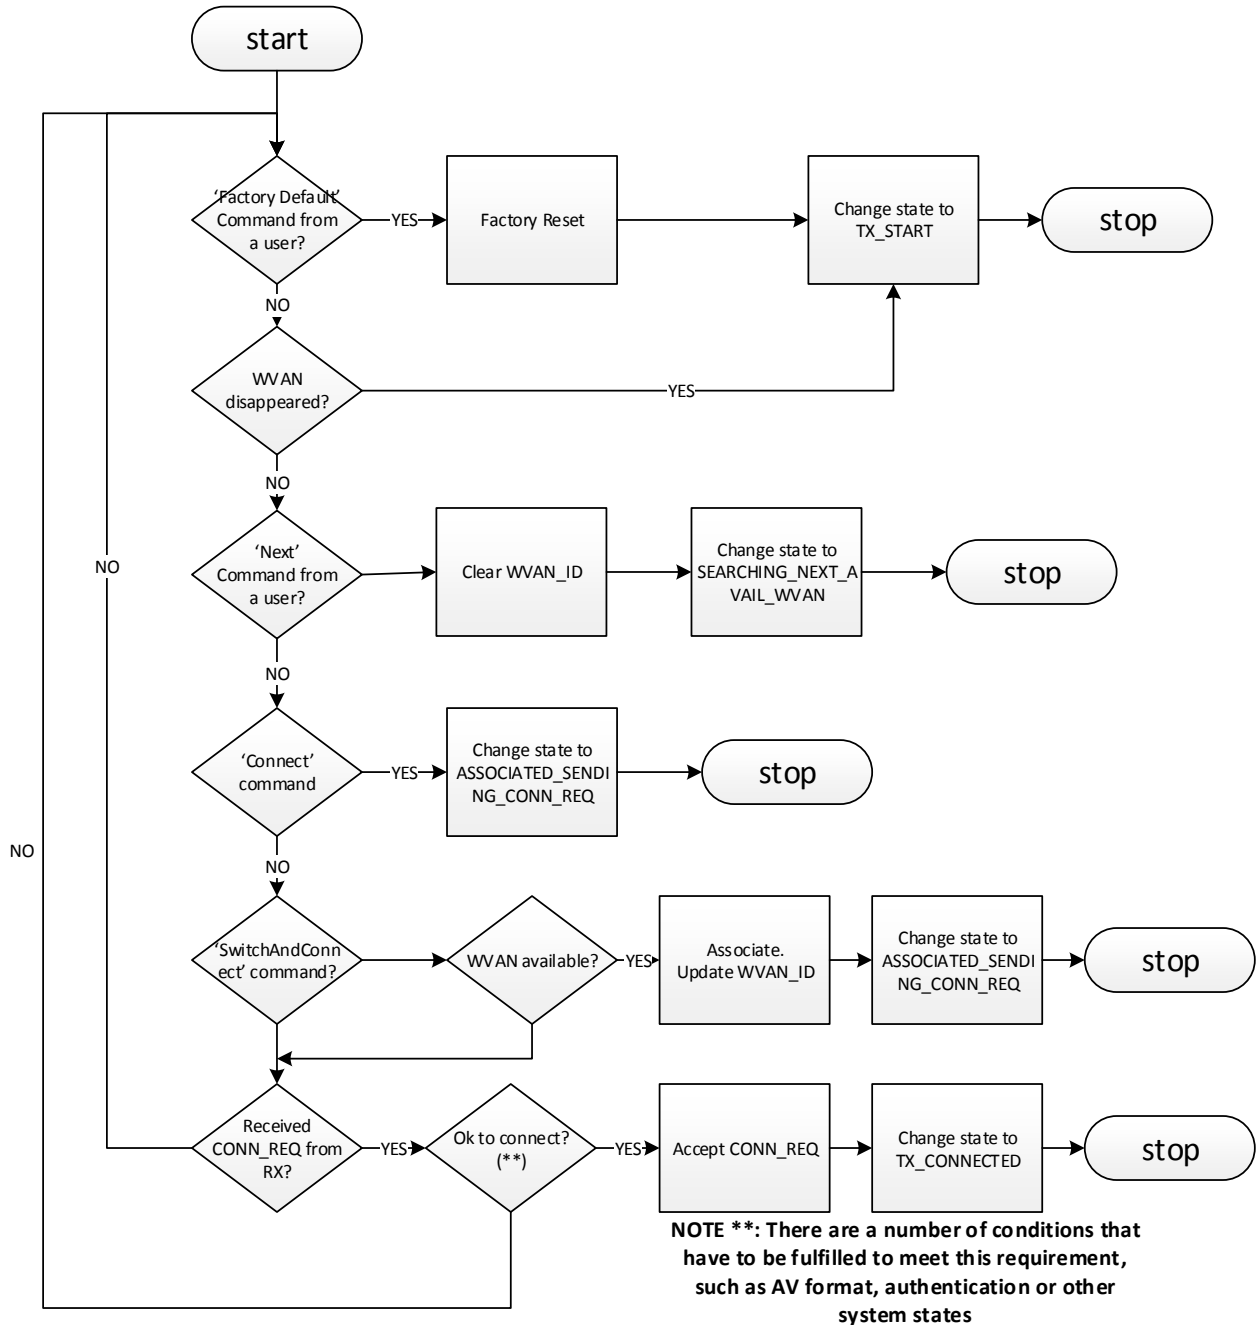 start
‘Factory Default’
Command from
a user?
YES
Factory Reset
Change state to
TX_START
stop
NO
WVAN
disappeared?
YES
NO
‘Next’
Command from
a user?
Clear WVAN_ID
Change state to
SEARCHING_NEXT_A
VAIL_WVAN
stop
NO
NO
‘Connect’
command
YES
Change state to
ASSOCIATED_SENDI
NG_CONN_REQ
stop
NO
NO
‘SwitchAndConn
ect’ command?
WVAN available?
YES
Associate.
Update WVAN_ID
Change state to
ASSOCIATED_SENDI
NG_CONN_REQ
stop
Received
CONN_REQ from
RX?
YES
Ok to connect?
(**)
YES
Accept CONN_REQ
Change state to
TX_CONNECTED
stop
NOTE **: There are a number of conditions that
have to be fulfilled to meet this requirement,
such as AV format, authentication or other
system states